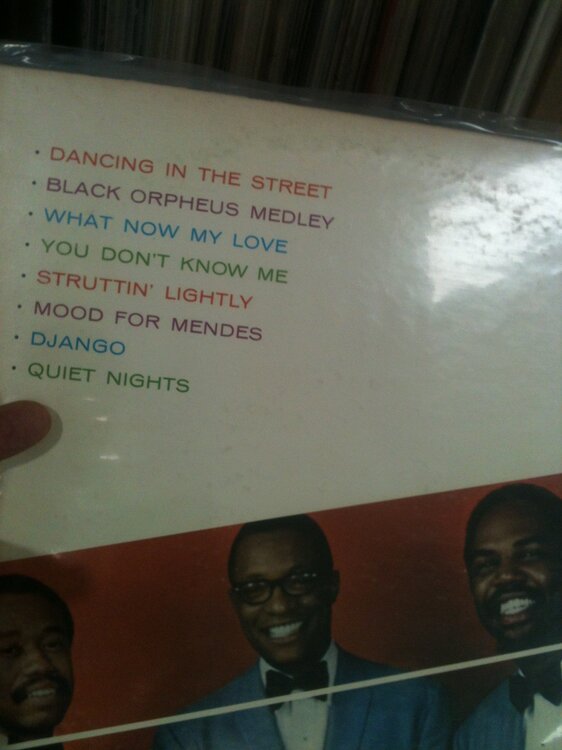 · DANCING IN THE STREET
· BLACK ORPHEUS MEDLEY
· WHAT NOW MY LOVE
· YOU DON'T KNOW ME
· STRUTTIN' LIGHTLY
· MOOD FOR MENDES
· DJANGO
· QUIET NIGHTS